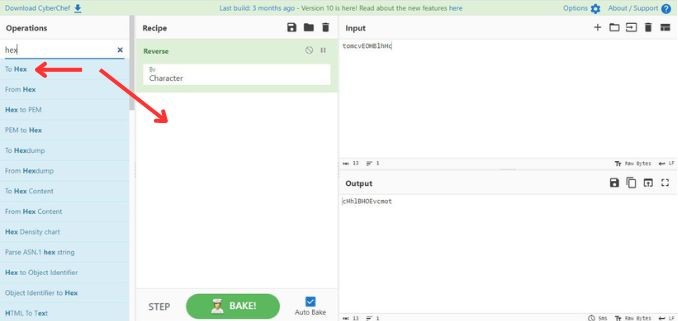 Download CyberChef
Last build: 3 months ago - Version 10 is here! Read about the new features here
Options
About / Support
Operations
hex
To Hex
From Hex
Hex to PEM
PEM to Hex
To Hexdump
From Hexdump
To Hex Content
From Hex Content
Hex Density chart
Parse ASN.1 hex string
Hex to Object Identifier
Object Identifier to Hex
HTML To Text
Recipe
Reverse
By
Character
STEP
BAKE!
Auto Bake
Input
tomcvEOHBlhHc
13
1
Raw Bytes
LF
Output
cHhlBHOEvcmot
13
1
5ms
Raw Bytes
LF